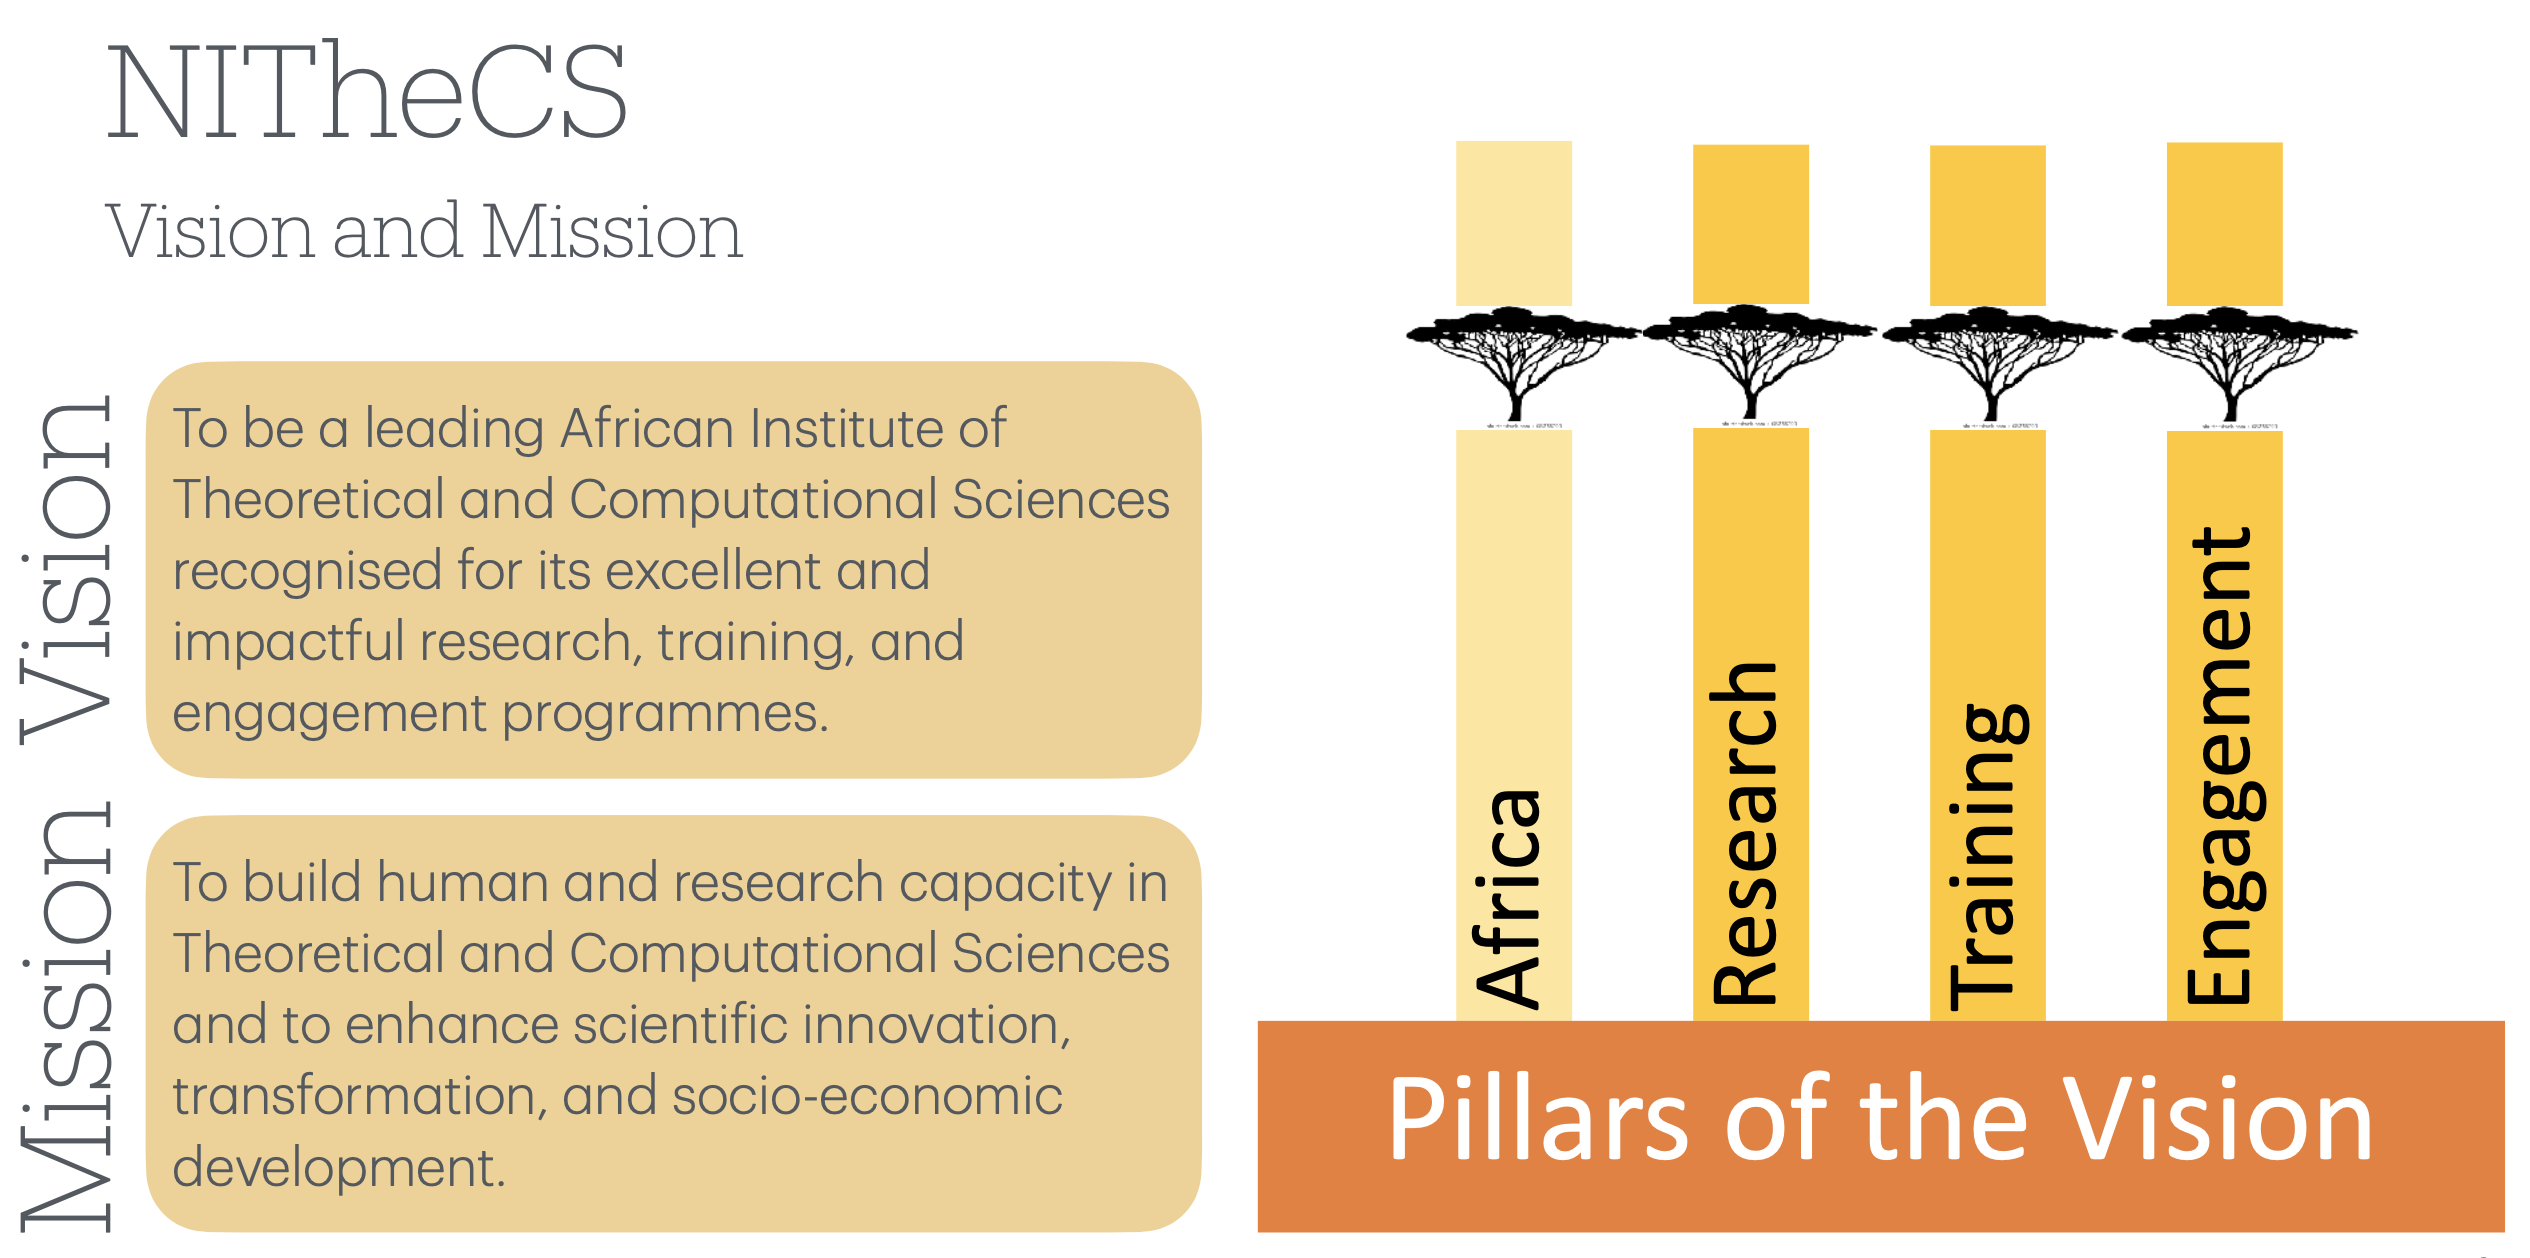 NITheCS
Vision and Mission
Vision
To be a leading African Institute of
Theoretical and Computational Sciences
recognised for its excellent and
impactful research, training, and
engagement programmes.
Mission
To build human and research capacity in
Theoretical and Computational Sciences
and to enhance scientific innovation,
transformation, and socio-economic
development.
Africa
Research
Training
Engagement
Pillars of the Vision